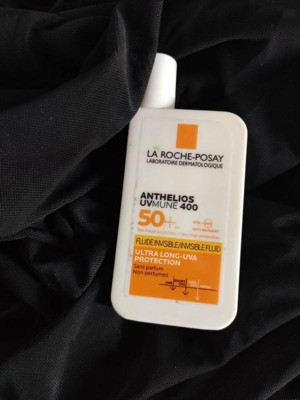 LA ROCHE-POSAY
LABORATOIRE DERMATOLOGIQUE
ANTHELIOS
UVMUNE 400
50+
FLUIDE INVISIBLE/INVISIBLE FLUID
ULTRA LONG-UVA
PROTECTION
Sans parfum
Non-perfumed